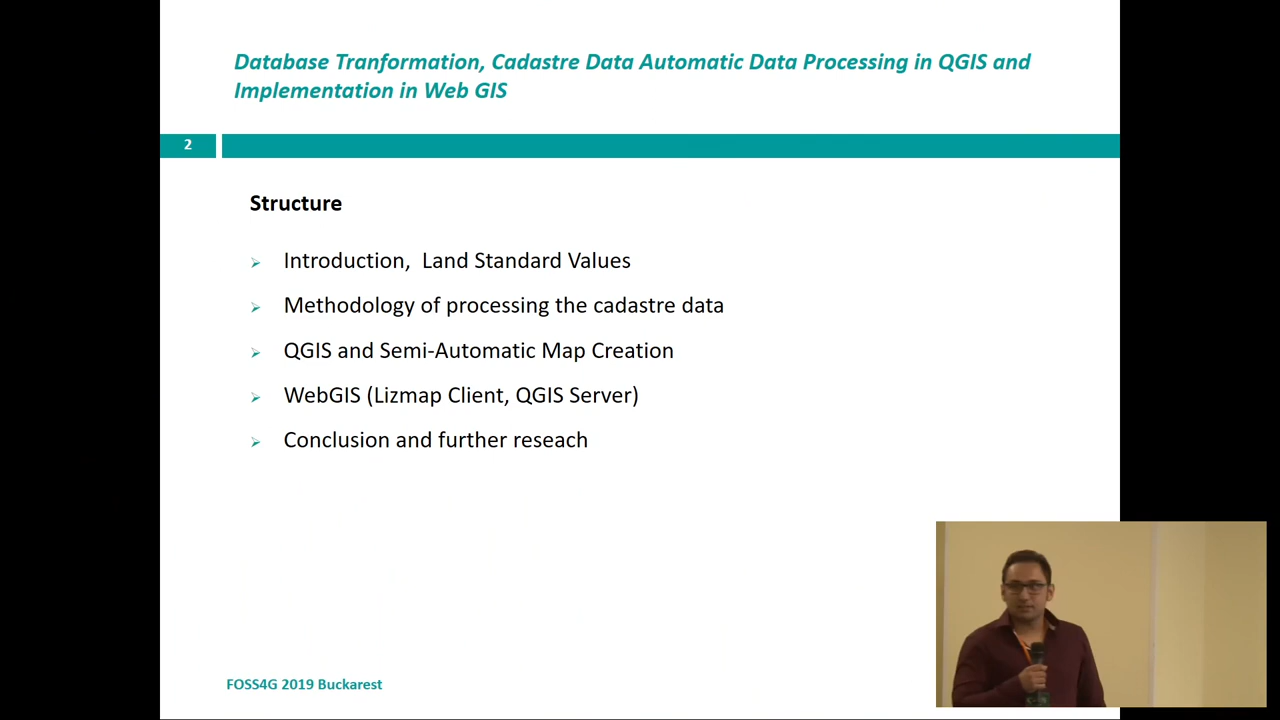 Database Tranformation, Cadastre Data Automatic Data Processing in QGIS and
Implementation in Web GIS
2
Structure
Introduction, Land Standard Values
Methodology of processing the cadastre data
QGIS and Semi-Automatic Map Creation
WebGIS (Lizmap Client, QGIS Server)
Conclusion and further reseach
FOSS4G 2019 Buckarest